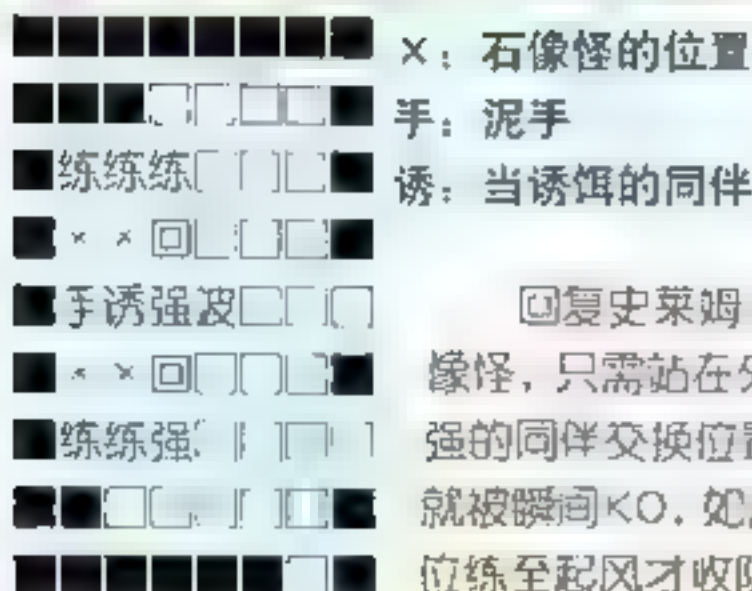 ■■■■■■■■
■■■□□□□■
■练练练□□□■
■××回□□□■
■手诱强波□□□
■××回□□□■
■练练强□□□□
■■□□□□□■
■■■■■■□■
×：石像怪的位置
手：泥手
诱：当诱饵的同伴
复史莱姆
像怪，只需站在
强的同伴交换位置
就被瞬间KO.如
位练至起风才收